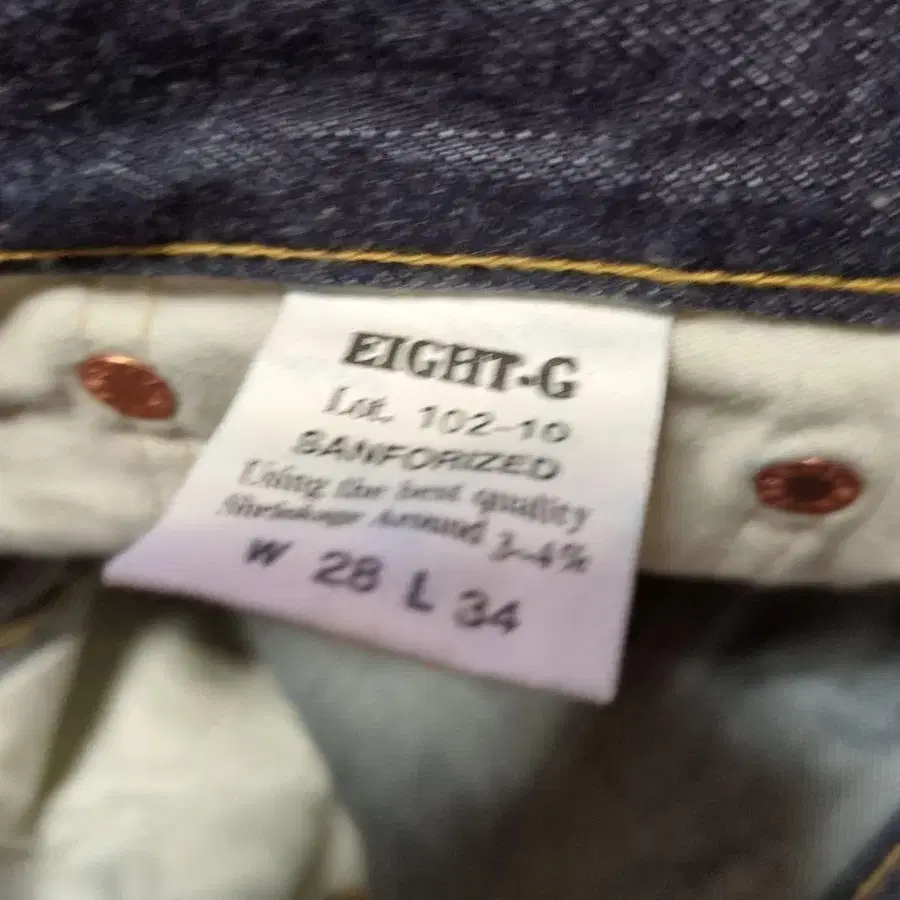 EIGHT-G
Lot. 102-10
SANFORIZED
Using the best quality
Shrinkage Around 3-4%
W 28 L 34